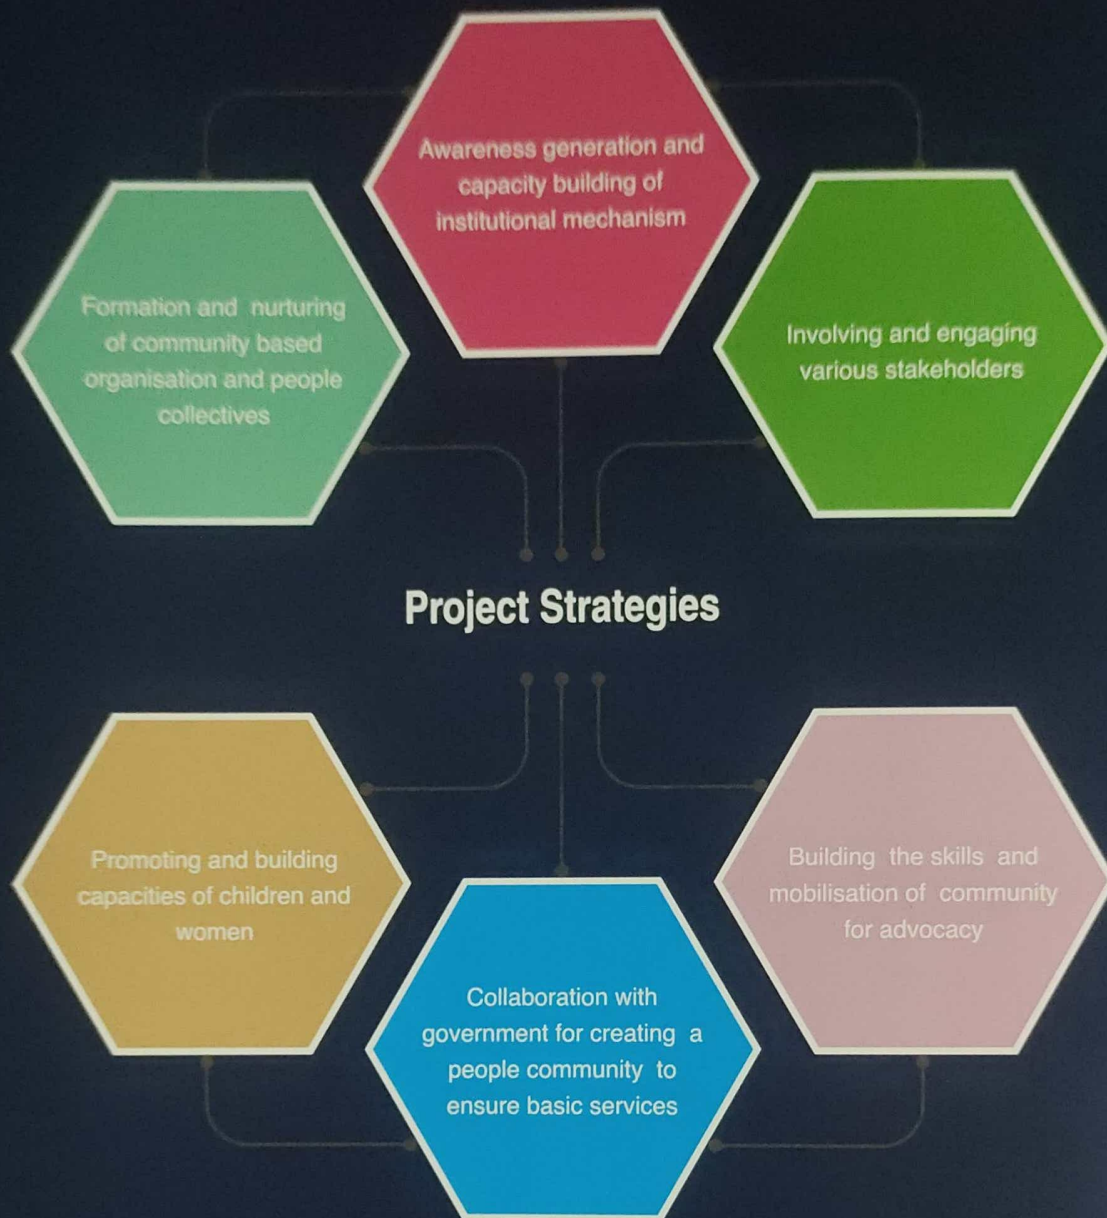 Awareness generation and
capacity building of
institutional mechanism
Formation and nurturing
of community based
organisation and people
collectives
Involving and engaging
various stakeholders
Project Strategies
Promoting and building
capacities of children and
women
Building the skills and
mobilisation of community
for advocacy
Collaboration with
government for creating a
people community to
ensure basic services